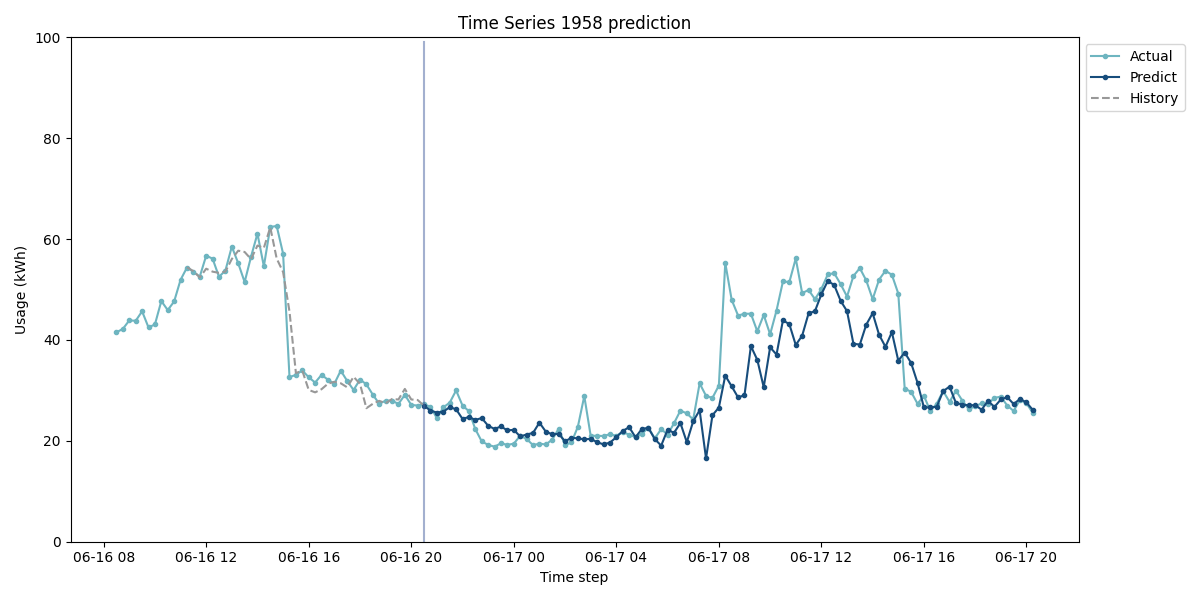 Time Series 1958 prediction
100
80
60
40
20
0
Usage (kWh)
06-16 08
06-16 12
06-16 16
06-16 20
06-17 00
06-17 04
06-17 08
06-17 12
06-17 16
06-17 20
Time step
Actual
Predict
History